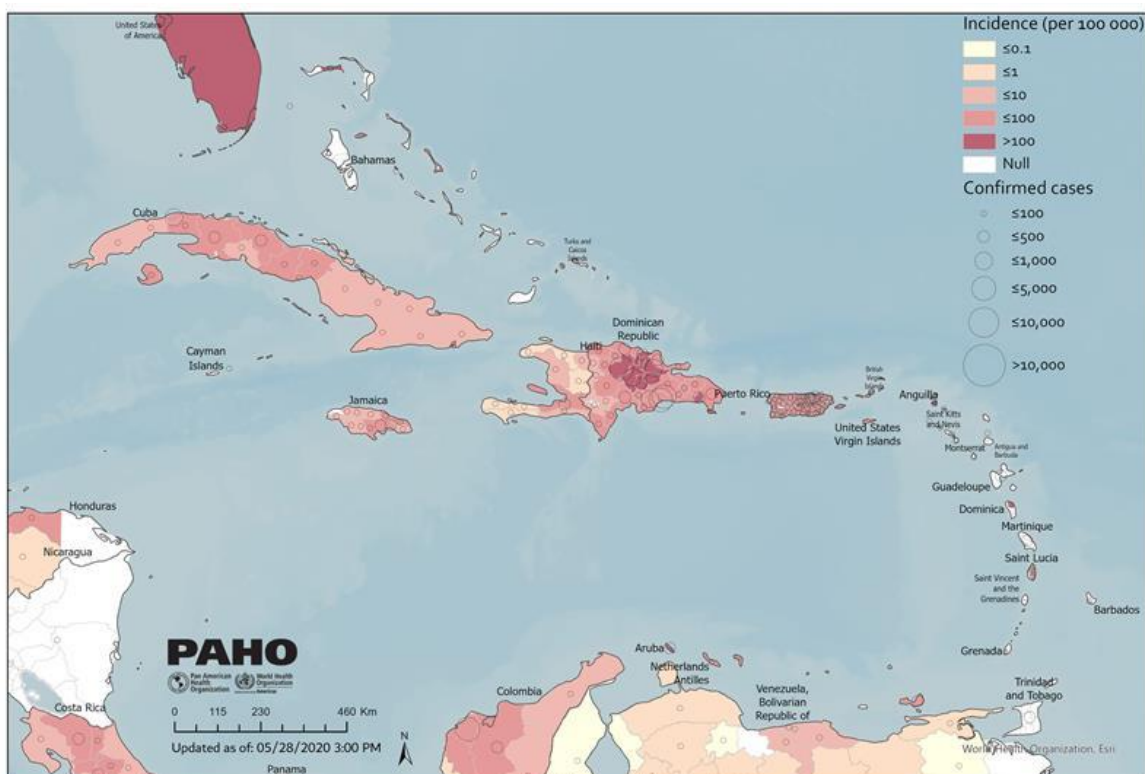 United States
of America
Bahamas
Cuba
Turks and
Caicos
Islands
Cayman
Islands
Jamaica
Haiti
Dominican
Republic
Puerto Rico
British
Virgin
Islands
United States
Virgin Islands
Anguilla
Saint Kitts
and Nevis
Antigua and
Barbuda
Montserrat
Guadeloupe
Dominica
Martinique
Saint Lucia
Saint Vincent
and the
Grenadines
Barbados
Grenada
Trinidad
and Tobago
Honduras
Nicaragua
Costa Rica
Panama
Colombia
Aruba
Netherlands
Antilles
Venezuela,
Bolivarian
Republic of
Incidence (per 100 000)
≤0.1
≤1
≤10
≤100
>100
Null
Confirmed cases
≤100
≤500
≤1,000
≤5,000
≤10,000
>10,000
PAHO
Pan American
Health
Organization
World Health
Organization
Americas
0 115 230 460 Km
Updated as of: 05/28/2020 3:00 PM
N
World Health Organization, Esri